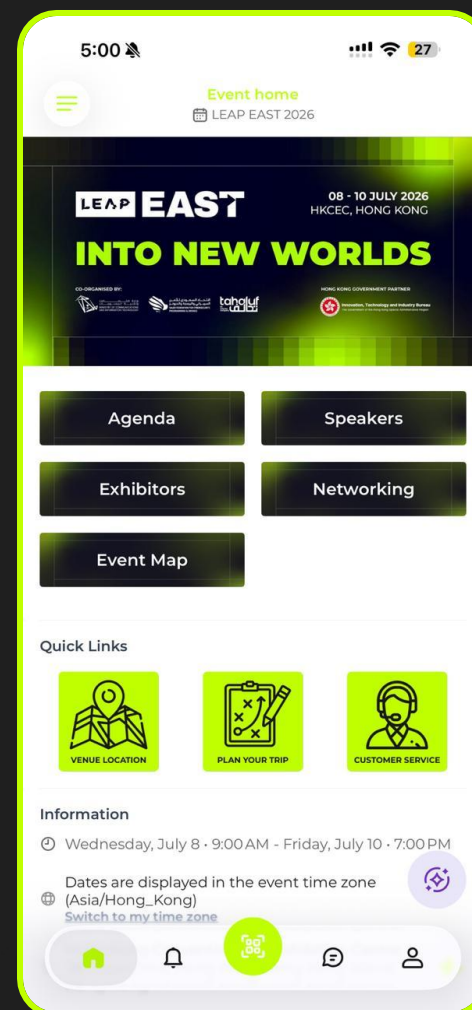 5:00
27
Event home
LEAP EAST 2026
LEAP EAST
08 - 10 JULY 2026
HKCEC, HONG KONG
INTO NEW WORLDS
CO-ORGANISED BY:
HONG KONG GOVERNMENT PARTNER
tahaluf
تحالف
Innovation, Technology and Industry Bureau
Agenda
Speakers
Exhibitors
Networking
Event Map
Quick Links
VENUE LOCATION
PLAN YOUR TRIP
CUSTOMER SERVICE
Information
Wednesday, July 8 • 9:00 AM - Friday, July 10 • 7:00 PM
Dates are displayed in the event time zone
(Asia/Hong_Kong)
Switch to my time zone